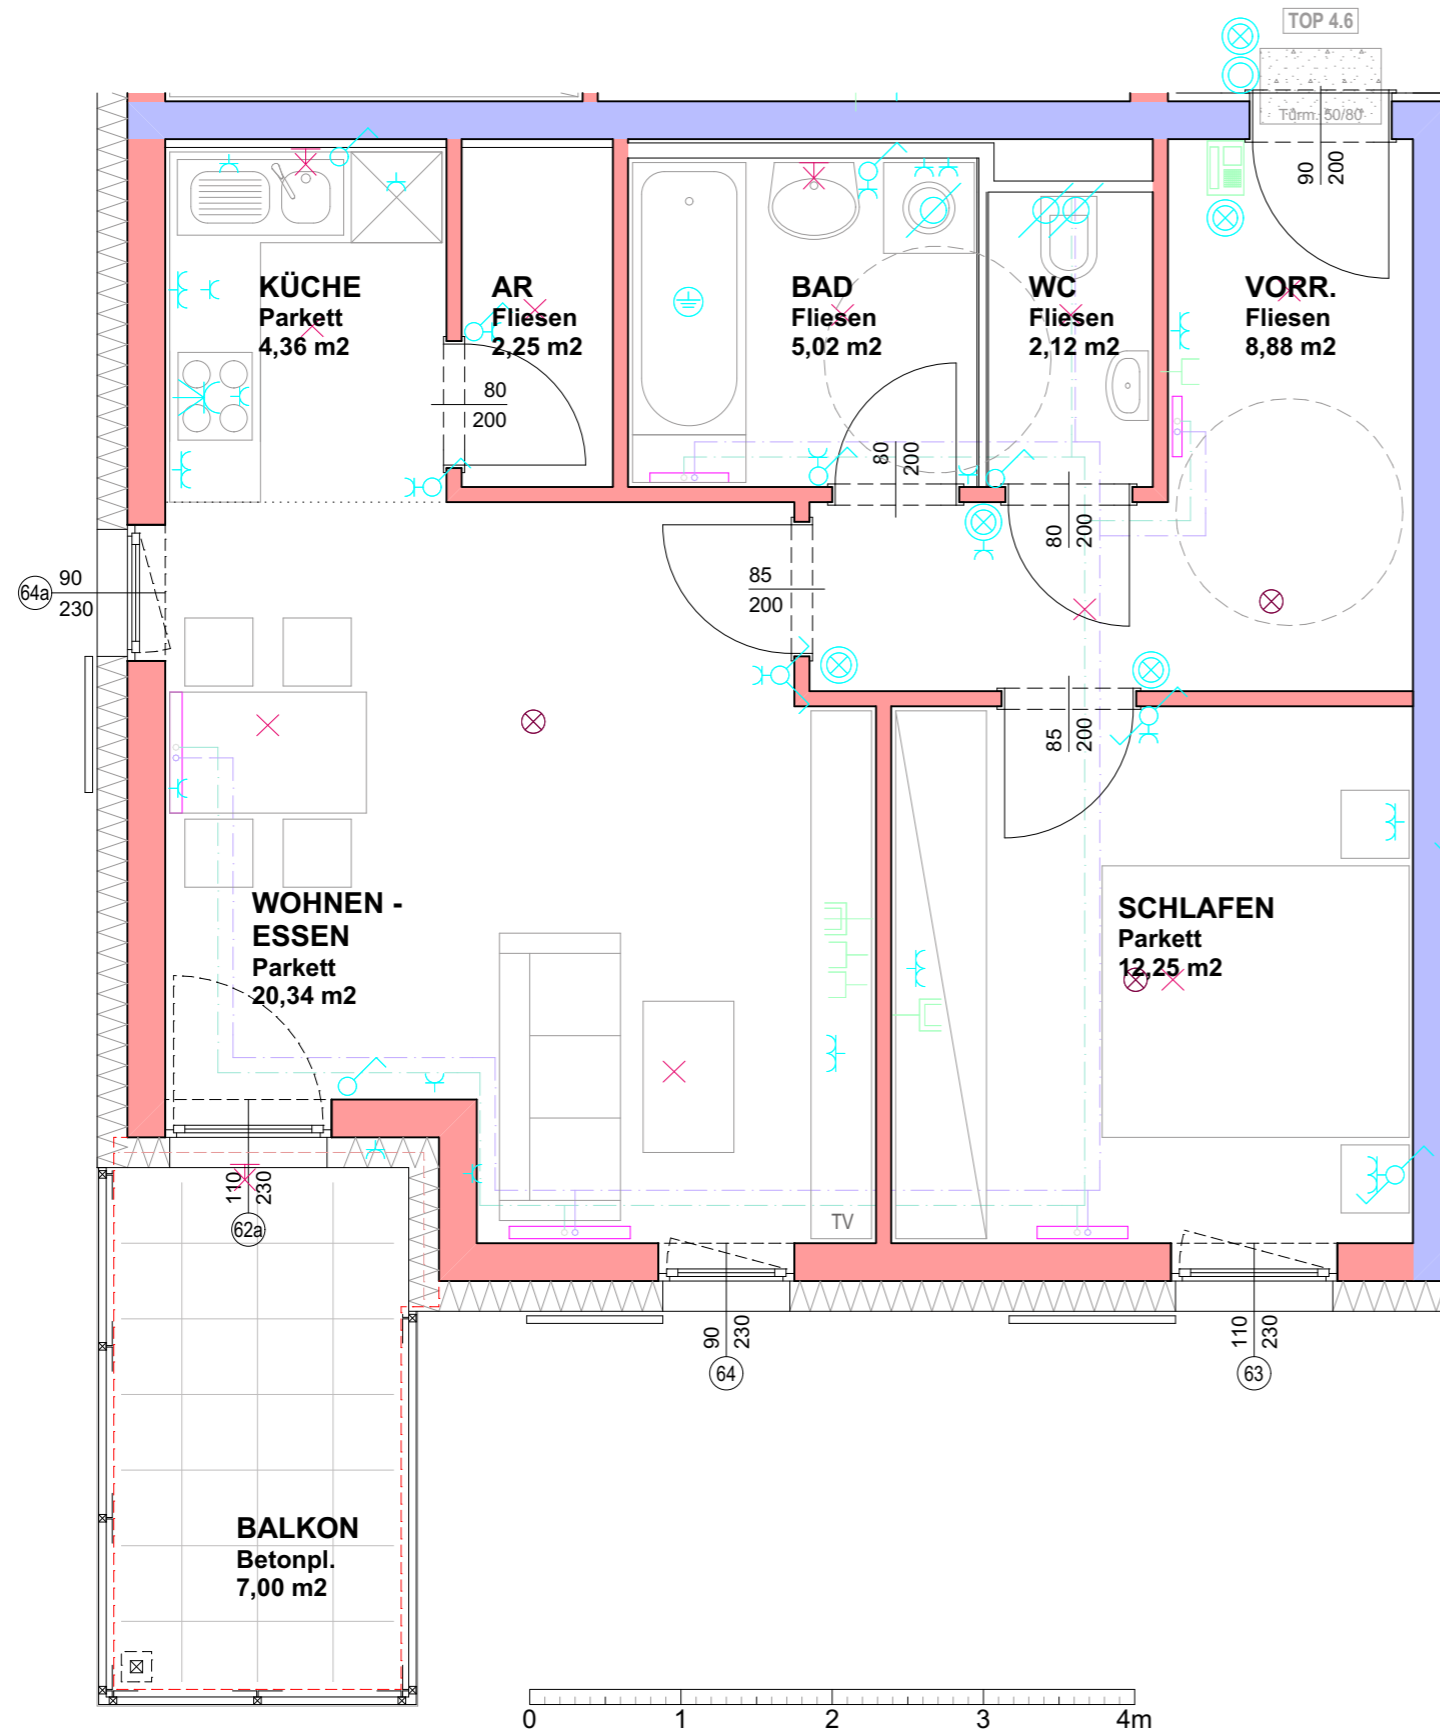 TOP 4.6
Türm. 50/80
90
200
KÜCHE
Parkett
4,36 m2
AR
Fliesen
2,25 m2
BAD
Fliesen
5,02 m2
WC
Fliesen
2,12 m2
VORR.
Fliesen
8,88 m2
80
200
80
200
80
200
64a
90
230
85
200
85
200
WOHNEN -
ESSEN
Parkett
20,34 m2
SCHLAFEN
Parkett
12,25 m2
TV
110
230
62a
90
230
64
110
230
63
BALKON
Betonpl.
7,00 m2
0 1 2 3 4m